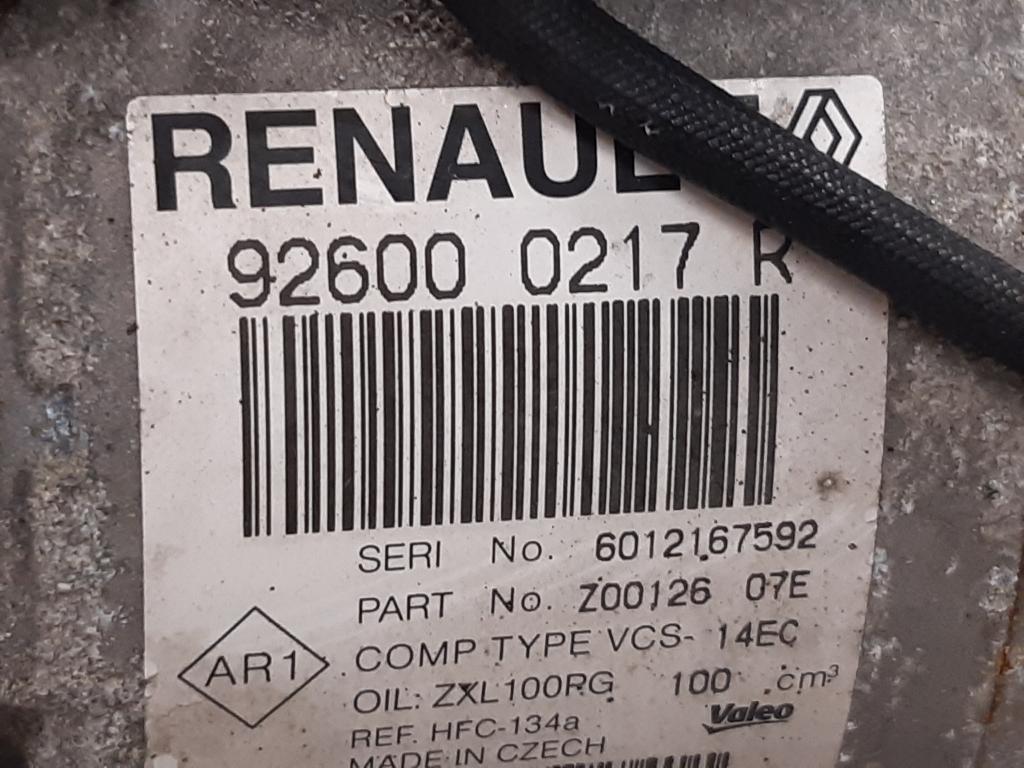 RENAULT
92600 0217 R
SERI No. 6012167592
PART No. Z00126 07E
AR1
COMP TYPE VCS- 14EC
OIL: ZXL100RG 100 cm³
REF. HFC-134a
Valeo
MADE IN CZECH